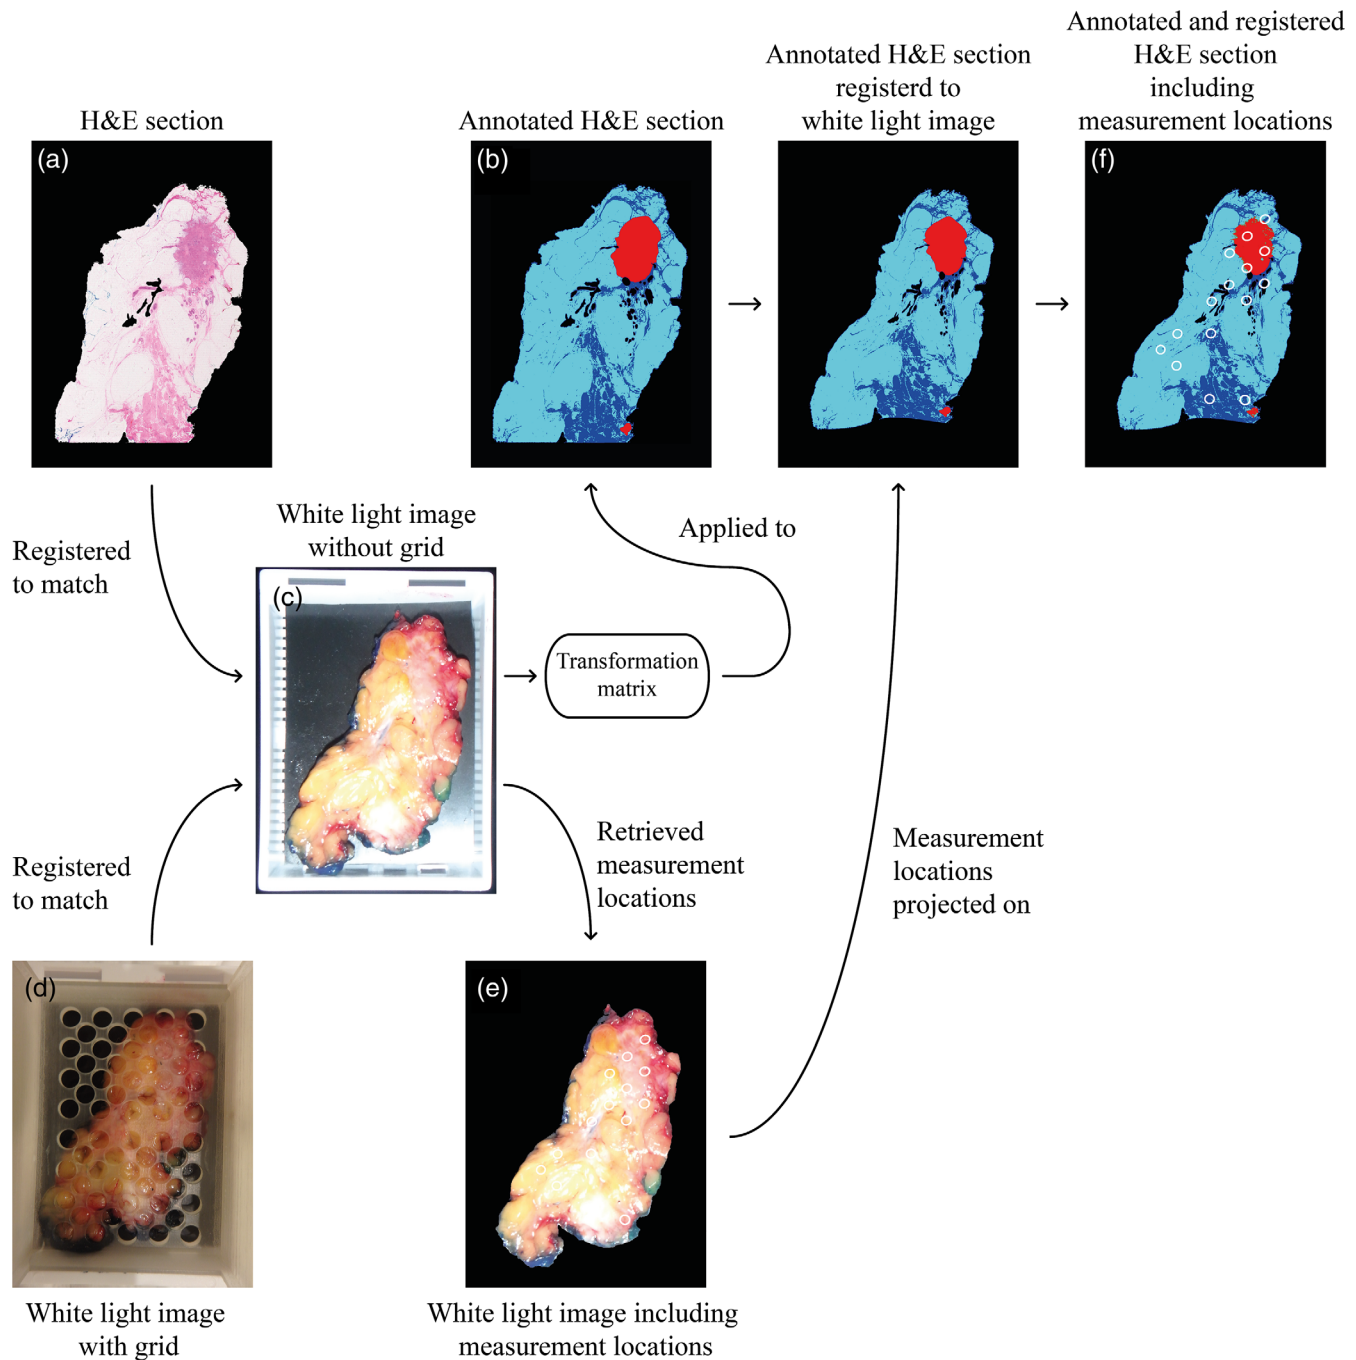 H&E section
Annotated H&E section
Annotated H&E section
registerd to
white light image
Annotated and registered
H&E section
including
measurement locations
(a)
(b)
(f)
Registered
to match
White light image
without grid
Applied to
(c)
Transformation
matrix
Registered
to match
Retrieved
measurement
locations
Measurement
locations
projected on
(d)
(e)
White light image
with grid
White light image including
measurement locations